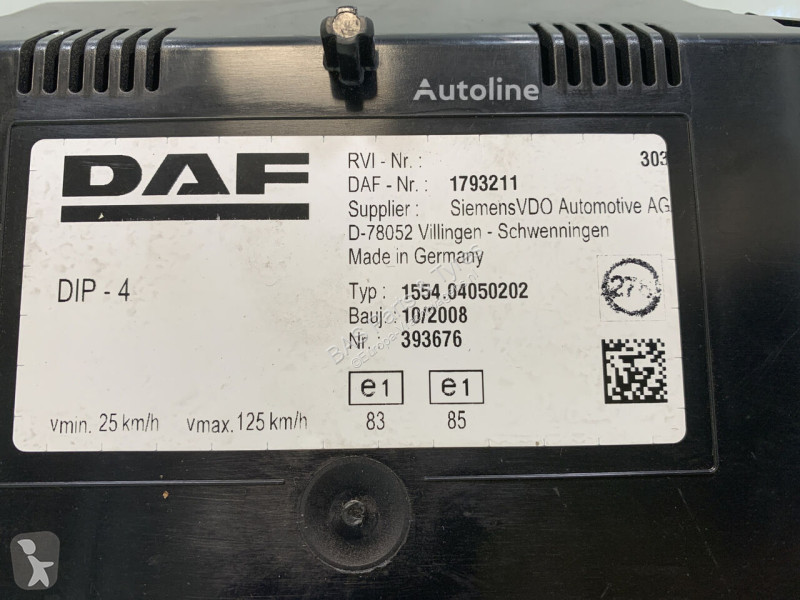 Autoline
DAF
RVI - Nr. : 303
DAF - Nr. : 1793211
Supplier : SiemensVDO Automotive AG
D-78052 Villingen - Schwenningen
Made in Germany
DIP - 4
Typ : 1554.04050202
Bauj.: 10/2008
Nr. : 393676
e1 e1
vmin. 25 km/h vmax. 125 km/h 83 85